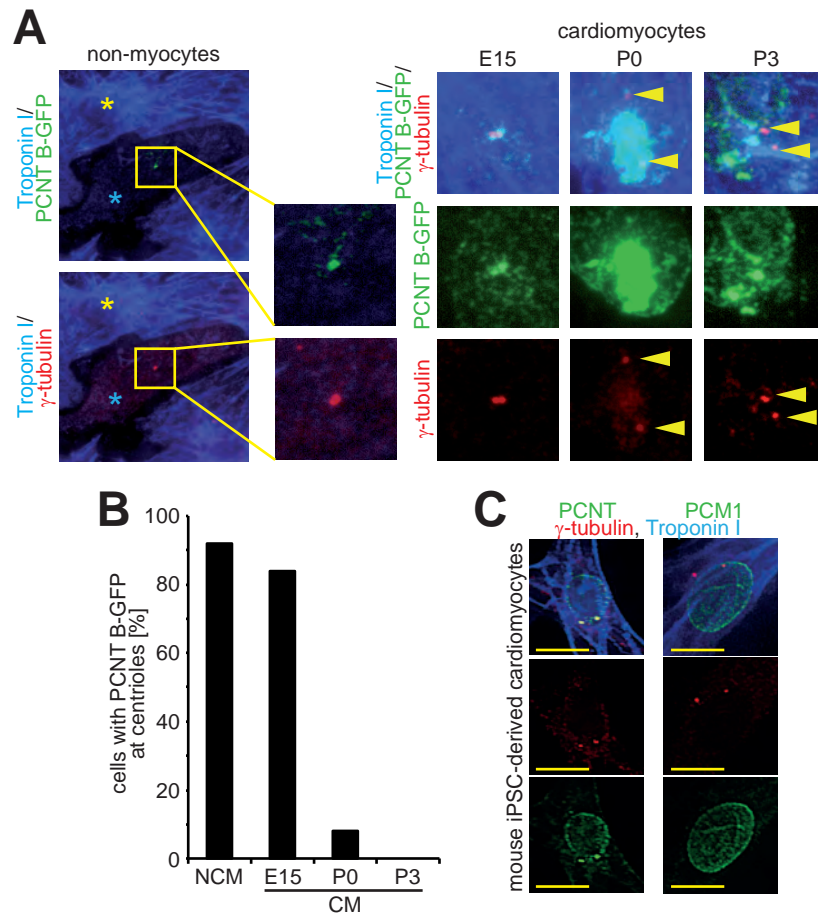 A
non-myocytes
Troponin I/
PCNT B-GFP
*
*
Troponin I/
γ-tubulin
*
*
cardiomyocytes
E15
P0
P3
Troponin I/
PCNT B-GFP/
γ-tubulin
PCNT B-GFP
γ-tubulin
B
cells with PCNT B-GFP
at centrioles [%]
100
80
60
40
20
0
NCM
E15
P0
P3
CM
C
PCNT
PCM1
γ-tubulin, Troponin I
mouse iPSC-derived cardiomyocytes